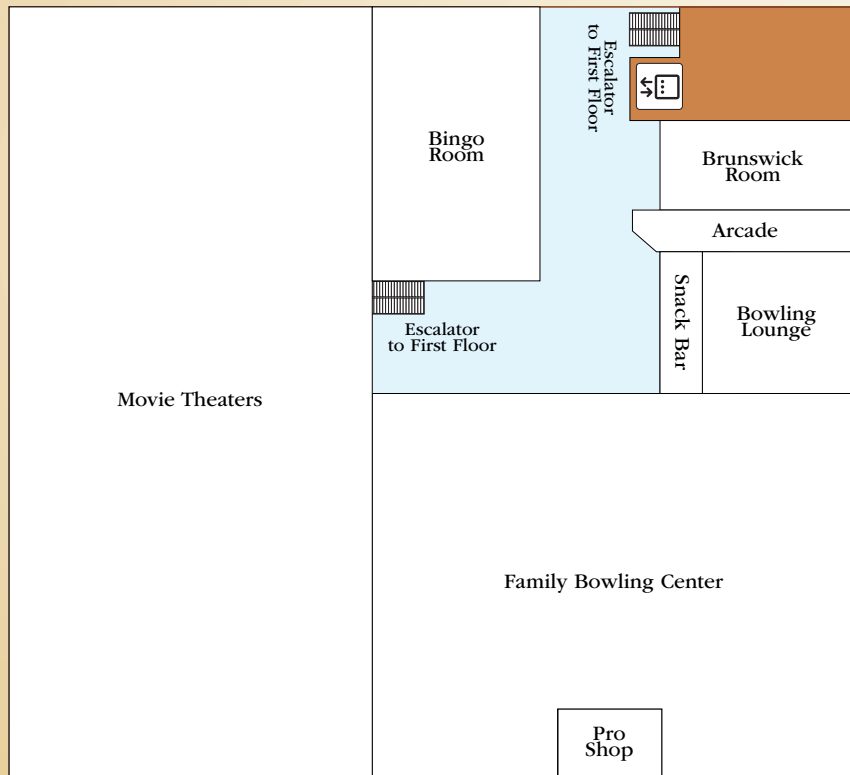 Escalator
to First Floor
Bingo
Room
Brunswick
Room
Arcade
Snack Bar
Bowling
Lounge
Escalator
to First Floor
Movie Theaters
Family Bowling Center
Pro
Shop